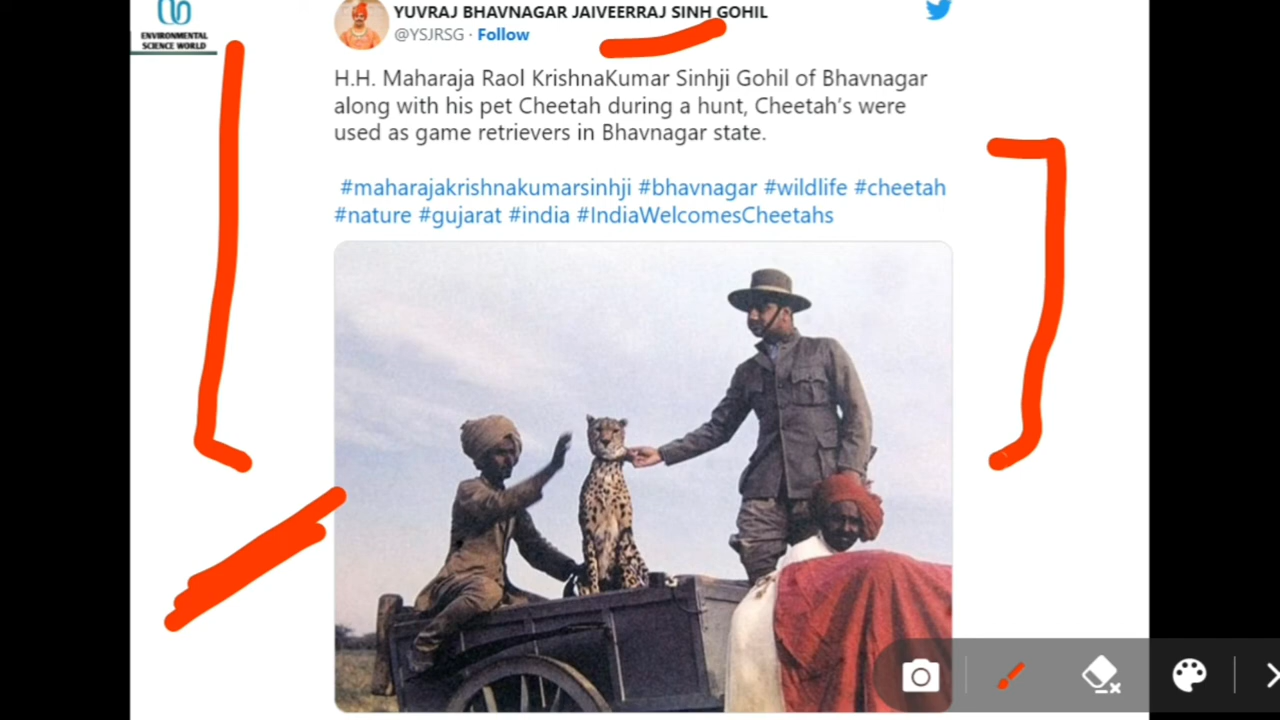 ENVIRONMENTAL
SCIENCE WORLD
YUVRAJ BHAVNAGAR JAIVEERRAJ SINH GOHIL
@YSJRSG · Follow
H.H. Maharaja Raol KrishnaKumar Sinhji Gohil of Bhavnagar
along with his pet Cheetah during a hunt, Cheetah's were
used as game retrievers in Bhavnagar state.
#maharajakrishnakumarsinhji #bhavnagar #wildlife #cheetah
#nature #gujarat #india #IndiaWelcomesCheetahs